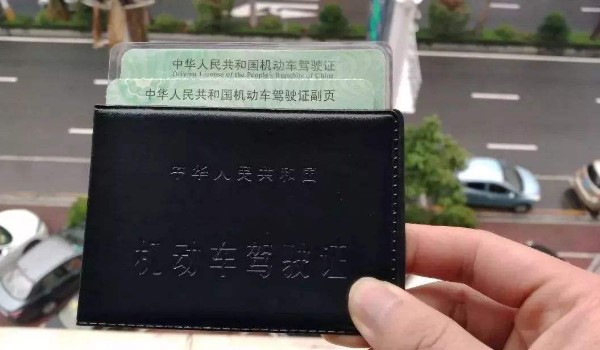 中华人民共和国机动车驾驶证
Driving License of the People's Republic of China
中华人民共和国机动车驾驶证副页
中华人民共和国
机动车驾驶证